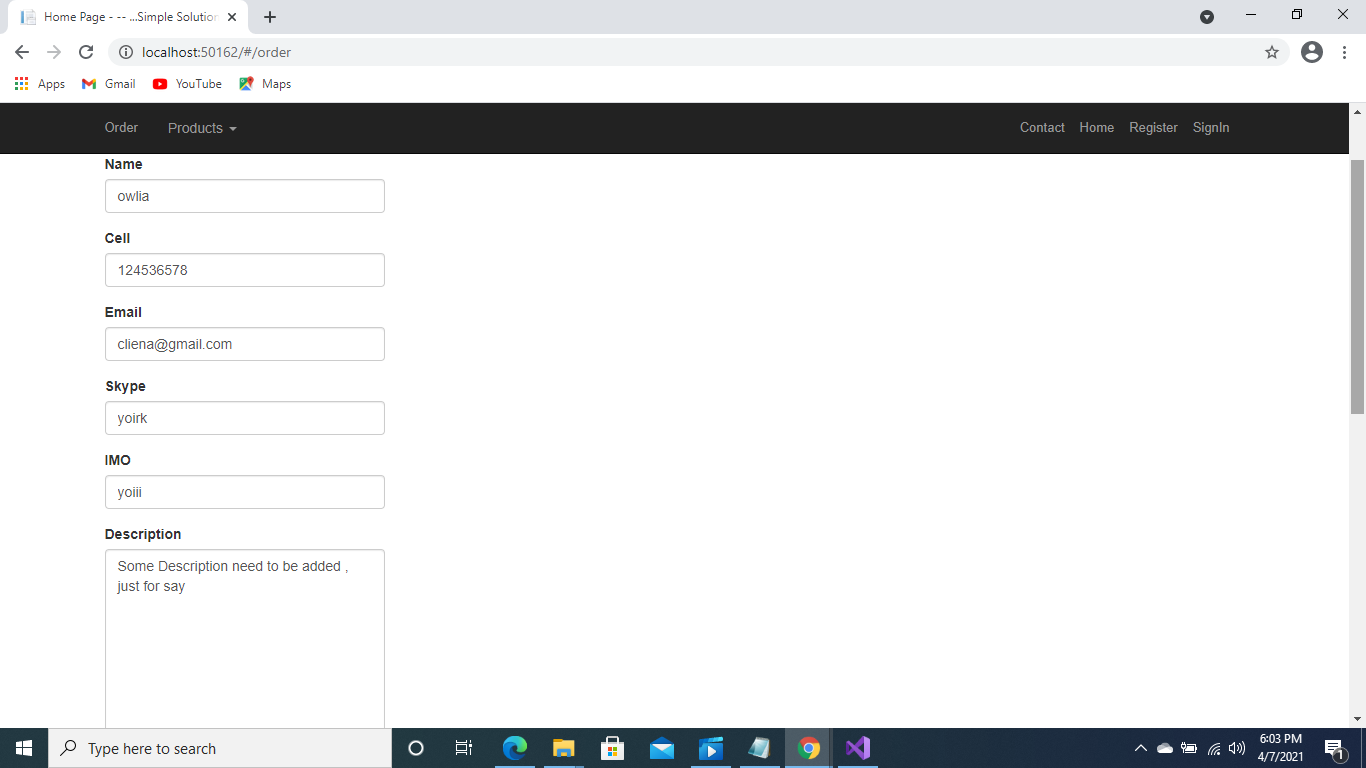 Home Page - -- ...Simple Solution
localhost:50162/#/order
Apps Gmail YouTube Maps
Order Products Contact Home Register SignIn
Name
owlia
Cell
124536578
Email
cliena@gmail.com
Skype
yoirk
IMO
yoiii
Description
Some Description need to be added ,
just for say
Type here to search
6:03 PM
4/7/2021
1